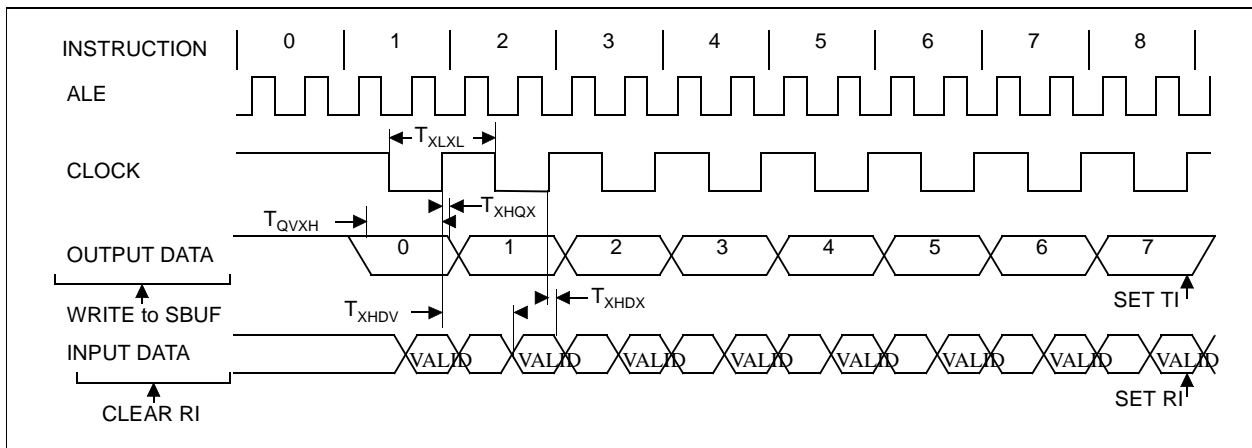 INSTRUCTION 0 1 2 3 4 5 6 7 8
ALE
TXLXL
CLOCK
TXHQX
TQVXH
OUTPUT DATA 0 1 2 3 4 5 6 7
TXHDX
SET TI
TXHDV
WRITE to SBUF
INPUT DATA VALID VALID VALID VALID VALID VALID VALID VALID
SET RI
CLEAR RI